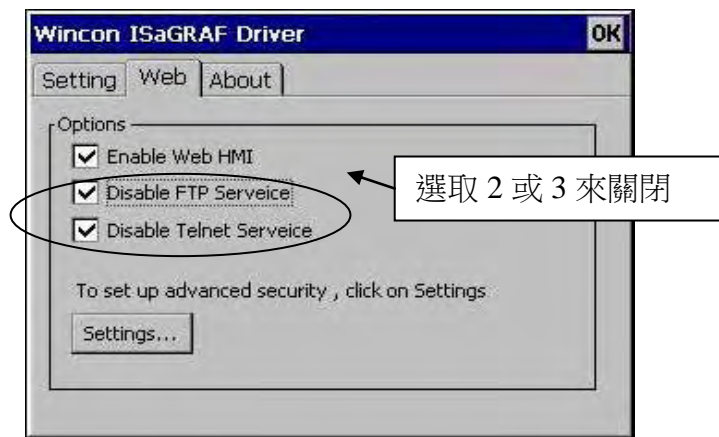 Wincon ISaGRAF Driver
OK
Setting Web About
Options
Enable Web HMI
Disable FTP Serveice
Disable Telnet Serveice
選取 2 或 3 來關閉
To set up advanced security , click on Settings
Settings...